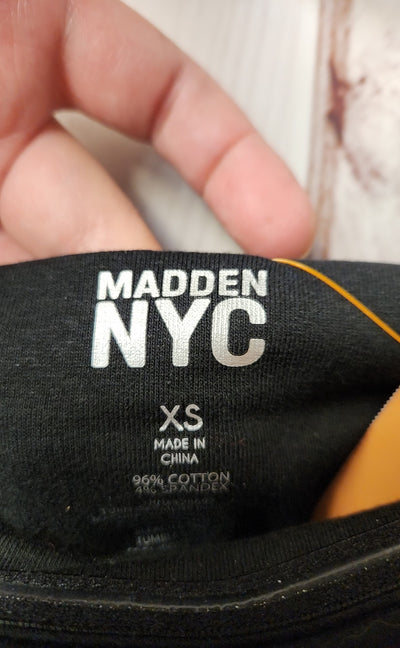 MADDEN
NYC
XS
MADE IN
CHINA
96% COTTON
4% SPANDEX